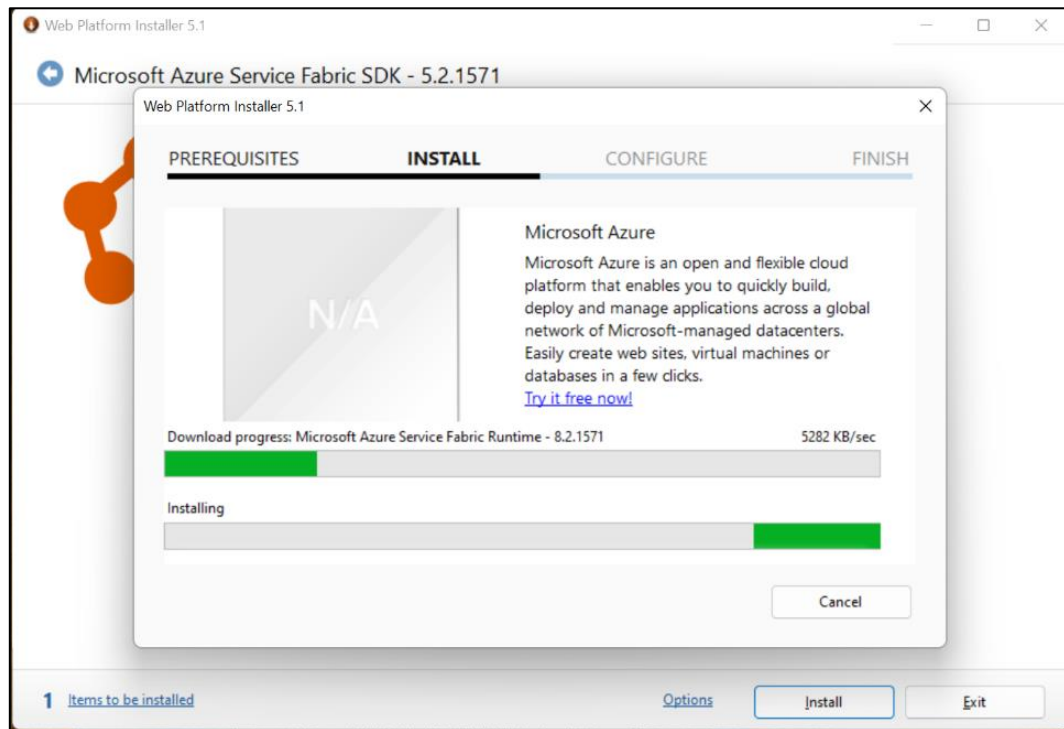 Web Platform Installer 5.1
Microsoft Azure Service Fabric SDK - 5.2.1571
Web Platform Installer 5.1
PREREQUISITES INSTALL CONFIGURE FINISH
N/A
Microsoft Azure
Microsoft Azure is an open and flexible cloud
platform that enables you to quickly build,
deploy and manage applications across a global
network of Microsoft-managed datacenters.
Easily create web sites, virtual machines or
databases in a few clicks.
Try it free now!
Download progress: Microsoft Azure Service Fabric Runtime - 8.2.1571 5282 KB/sec
Installing
Cancel
1 Items to be installed Options Install Exit